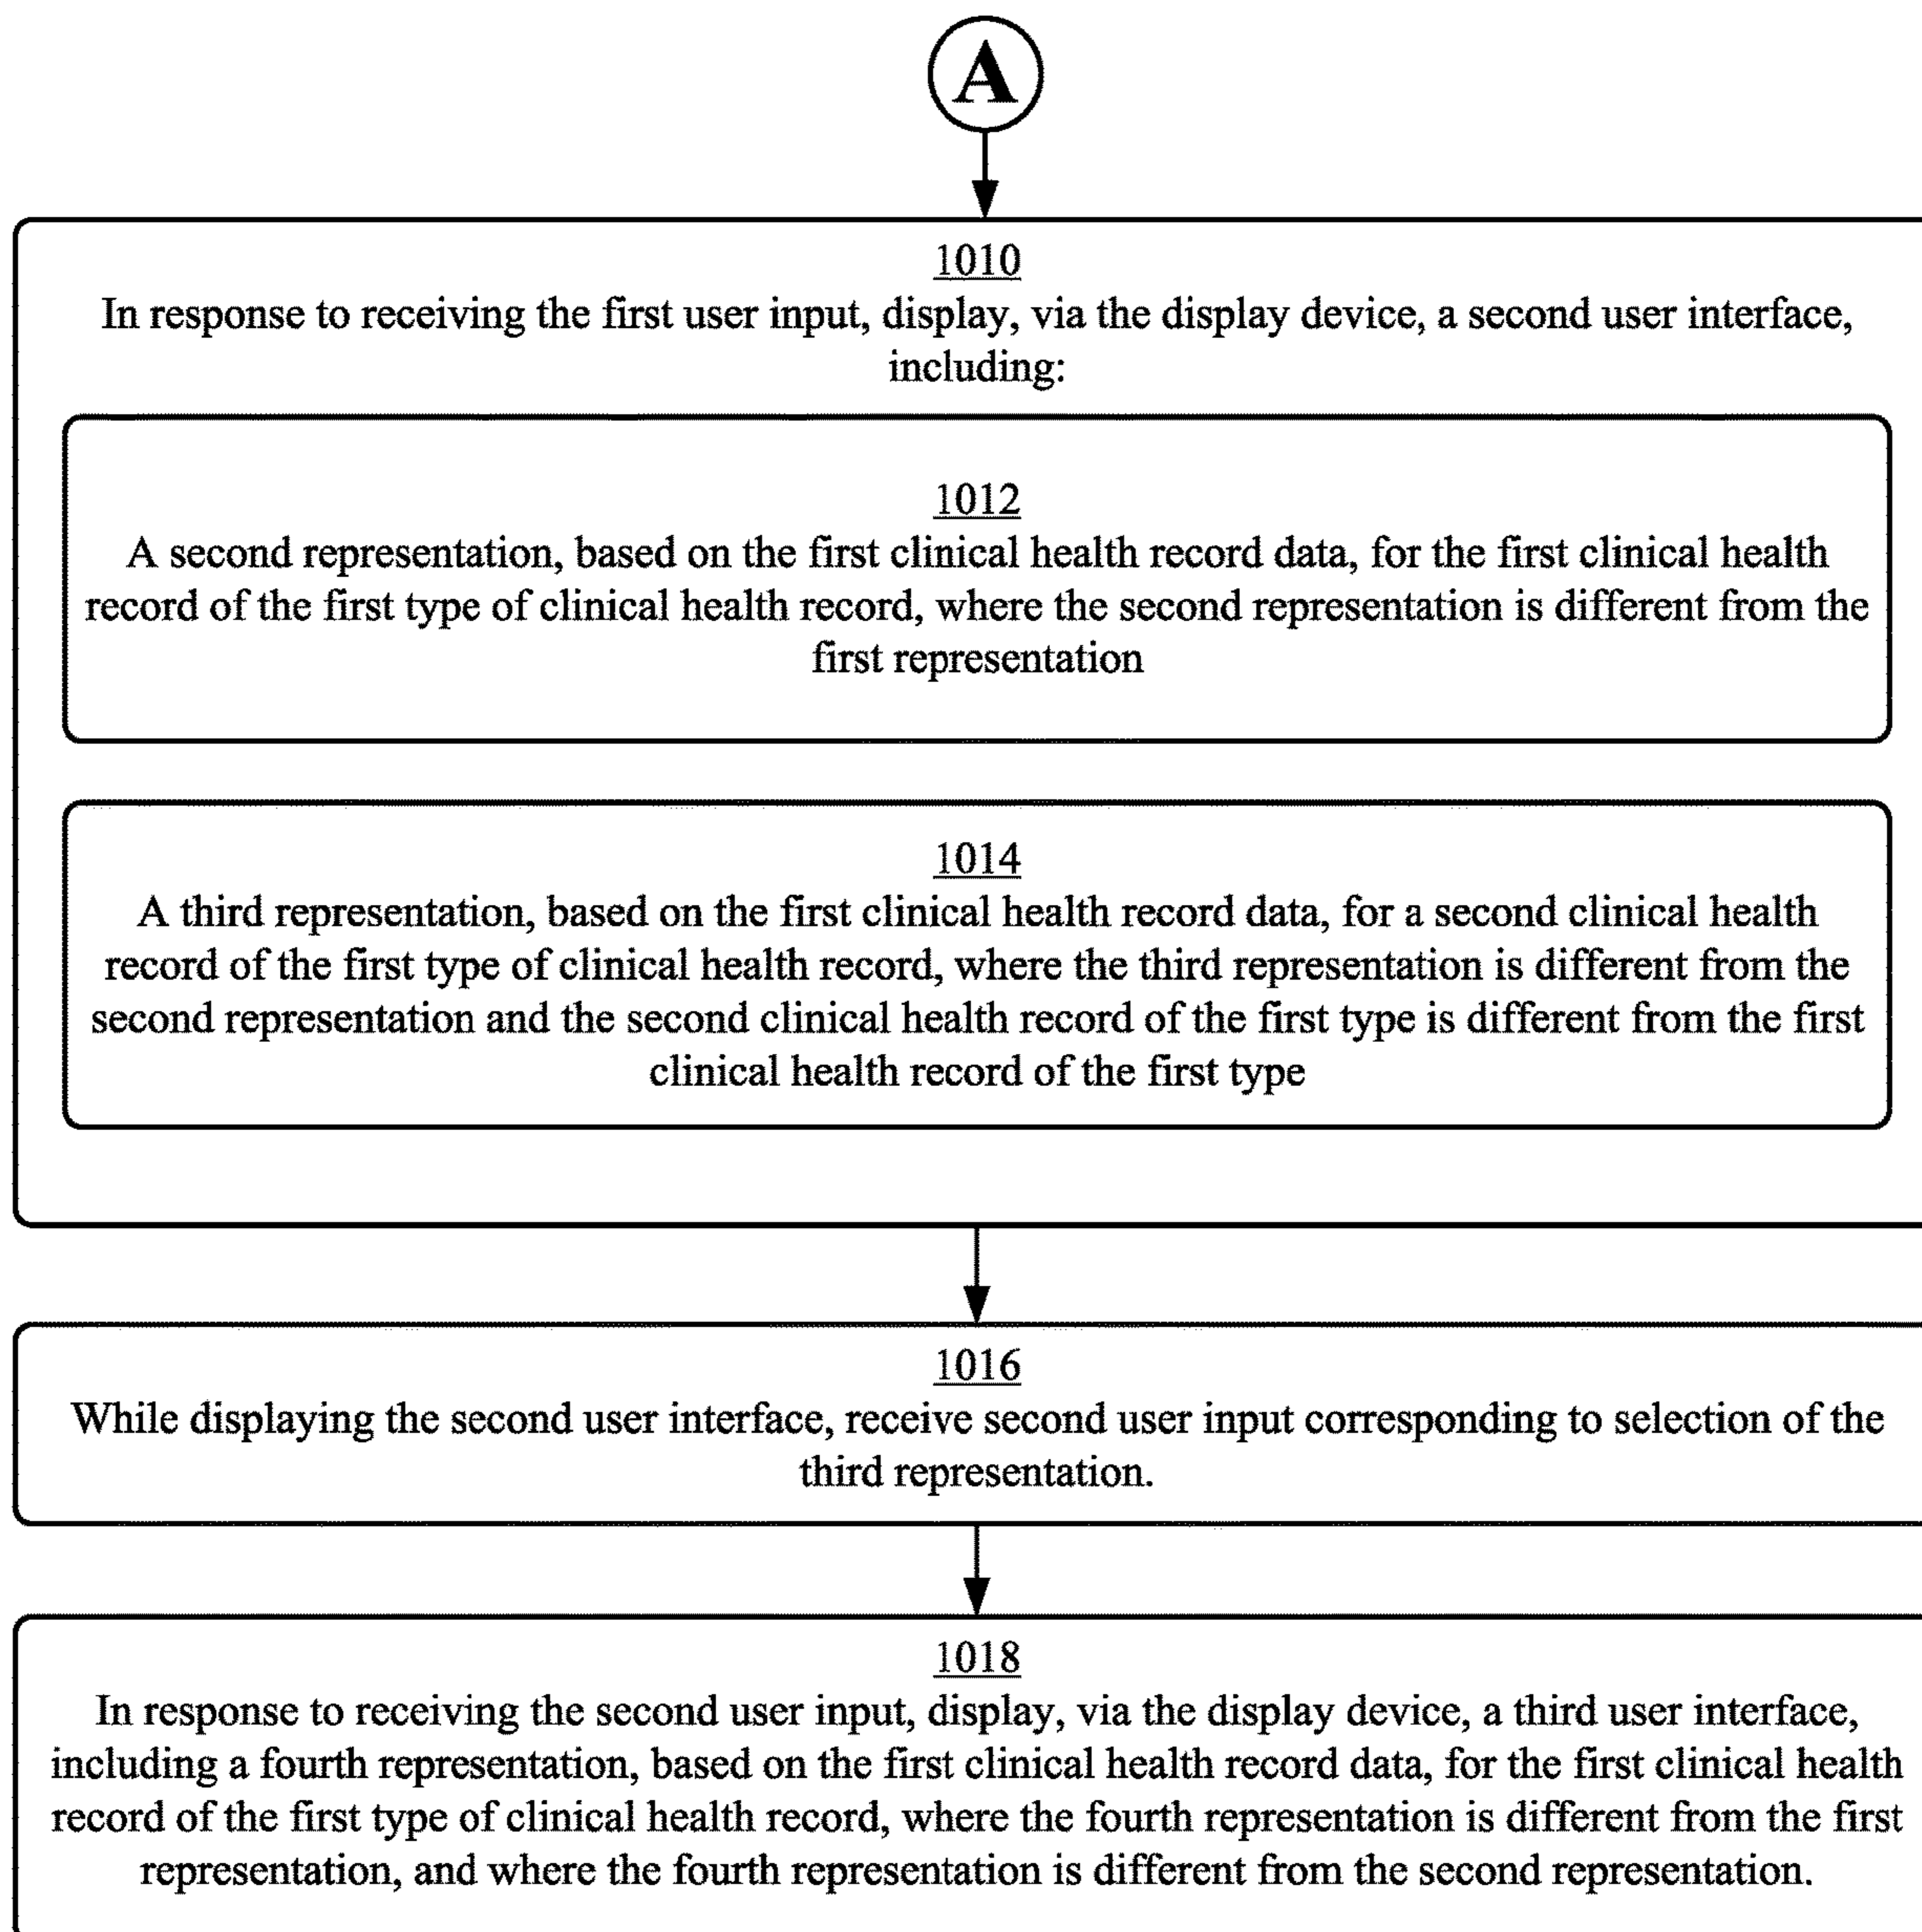 A
1010
In response to receiving the first user input, display, via the display device, a second user interface,
including:
1012
A second representation, based on the first clinical health record data, for the first clinical health
record of the first type of clinical health record, where the second representation is different from the
first representation
1014
A third representation, based on the first clinical health record data, for a second clinical health
record of the first type of clinical health record, where the third representation is different from the
second representation and the second clinical health record of the first type is different from the first
clinical health record of the first type
1016
While displaying the second user interface, receive second user input corresponding to selection of the
third representation.
1018
In response to receiving the second user input, display, via the display device, a third user interface,
including a fourth representation, based on the first clinical health record data, for the first clinical health
record of the first type of clinical health record, where the fourth representation is different from the first
representation, and where the fourth representation is different from the second representation.